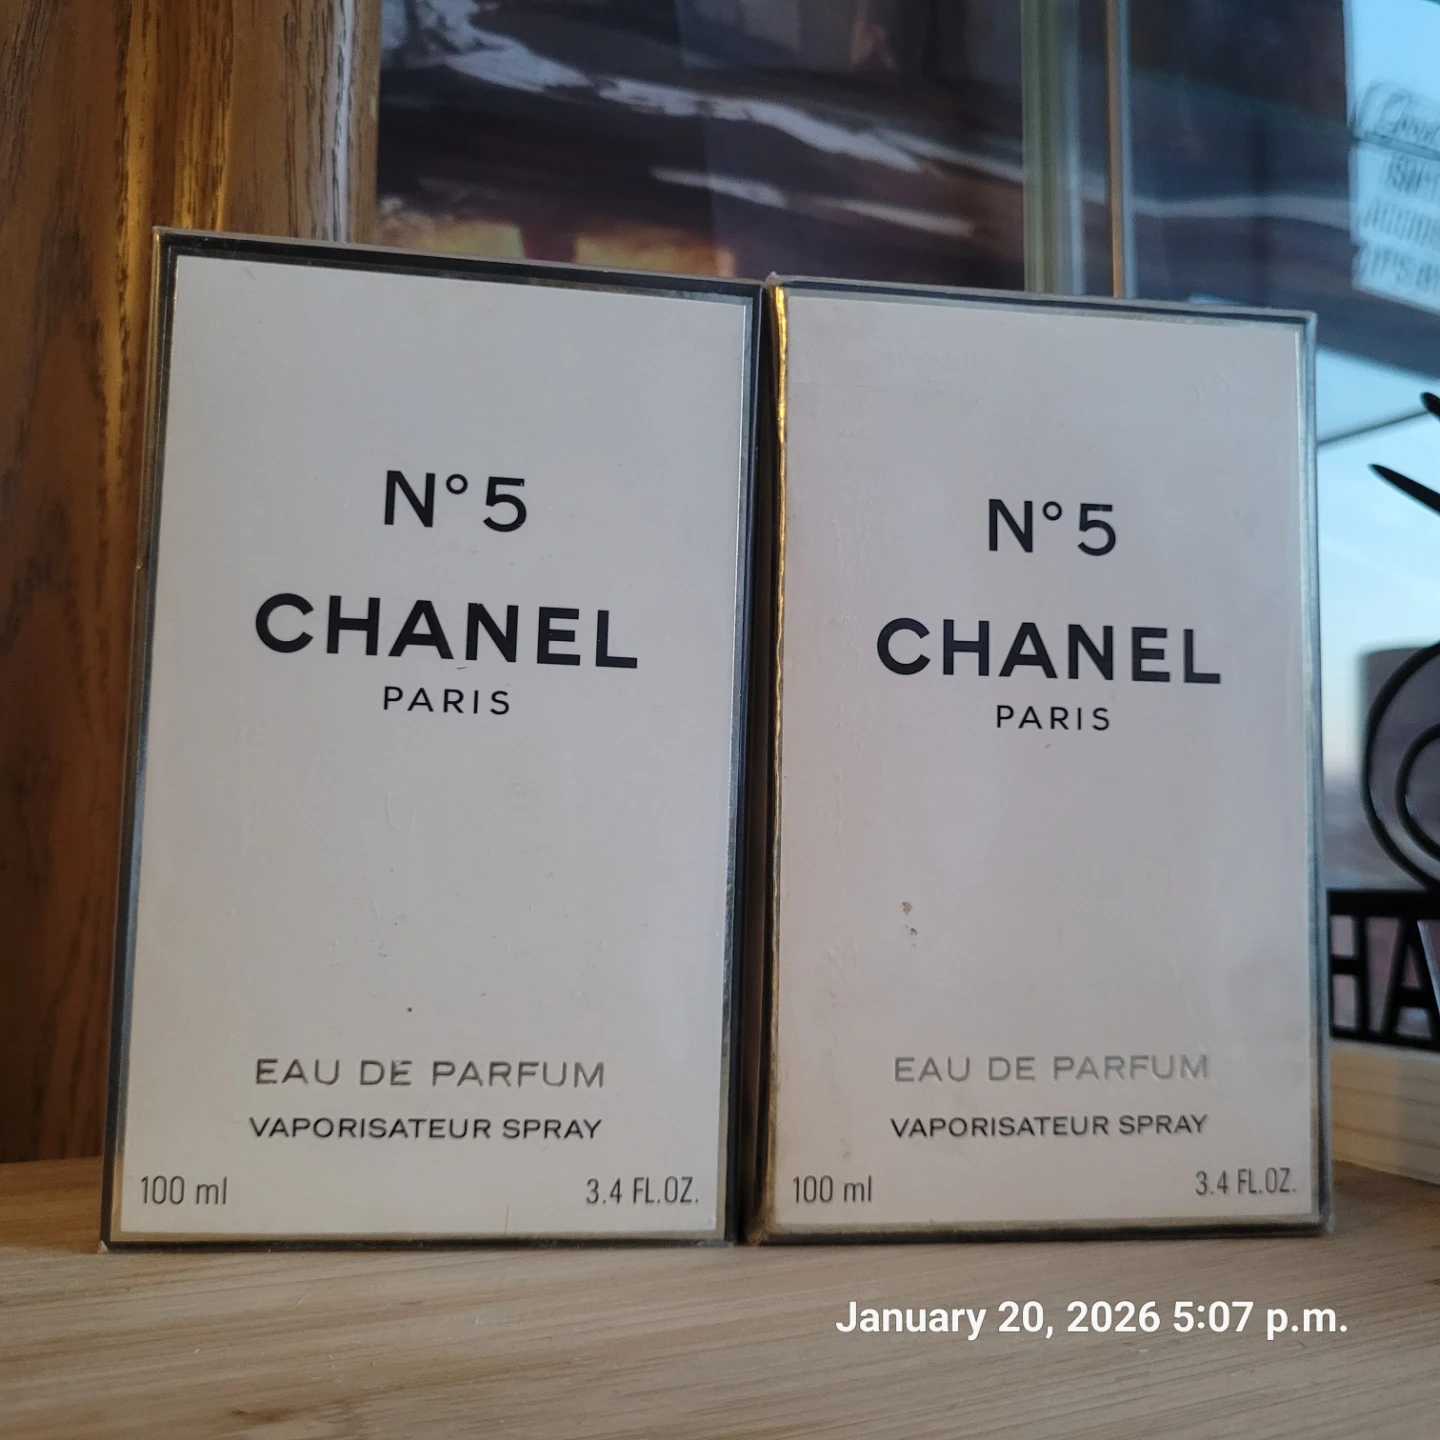 N° 5
CHANEL
PARIS
EAU DE PARFUM
VAPORISATEUR SPRAY
100 ml 3.4 FL.OZ.
N° 5
CHANEL
PARIS
EAU DE PARFUM
VAPORISATEUR SPRAY
100 ml 3.4 FL.OZ.
January 20, 2026 5:07 p.m.